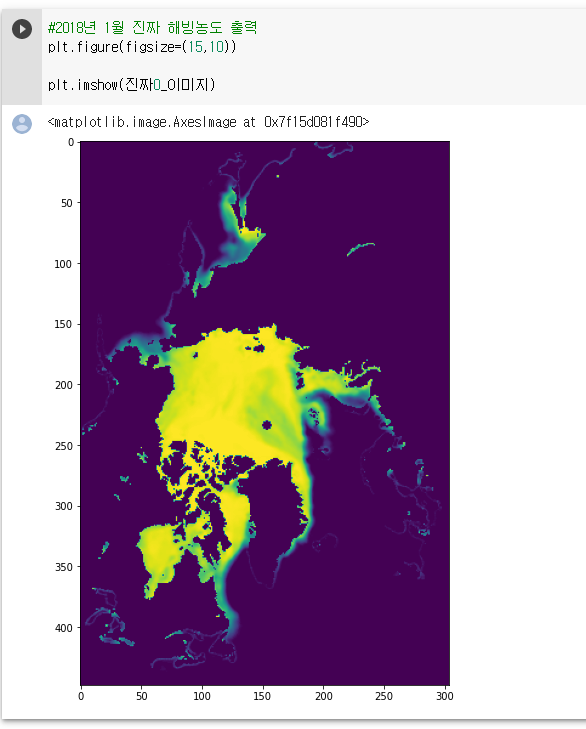 #2018년 1월 진짜 해빙농도 출력
plt.figure(figsize=(15,10))
plt.imshow(진짜0_이미지)
<matplotlib.image.AxesImage at 0x7f15d081f490>
0
50
100
150
200
250
300
350
400
0 50 100 150 200 250 300